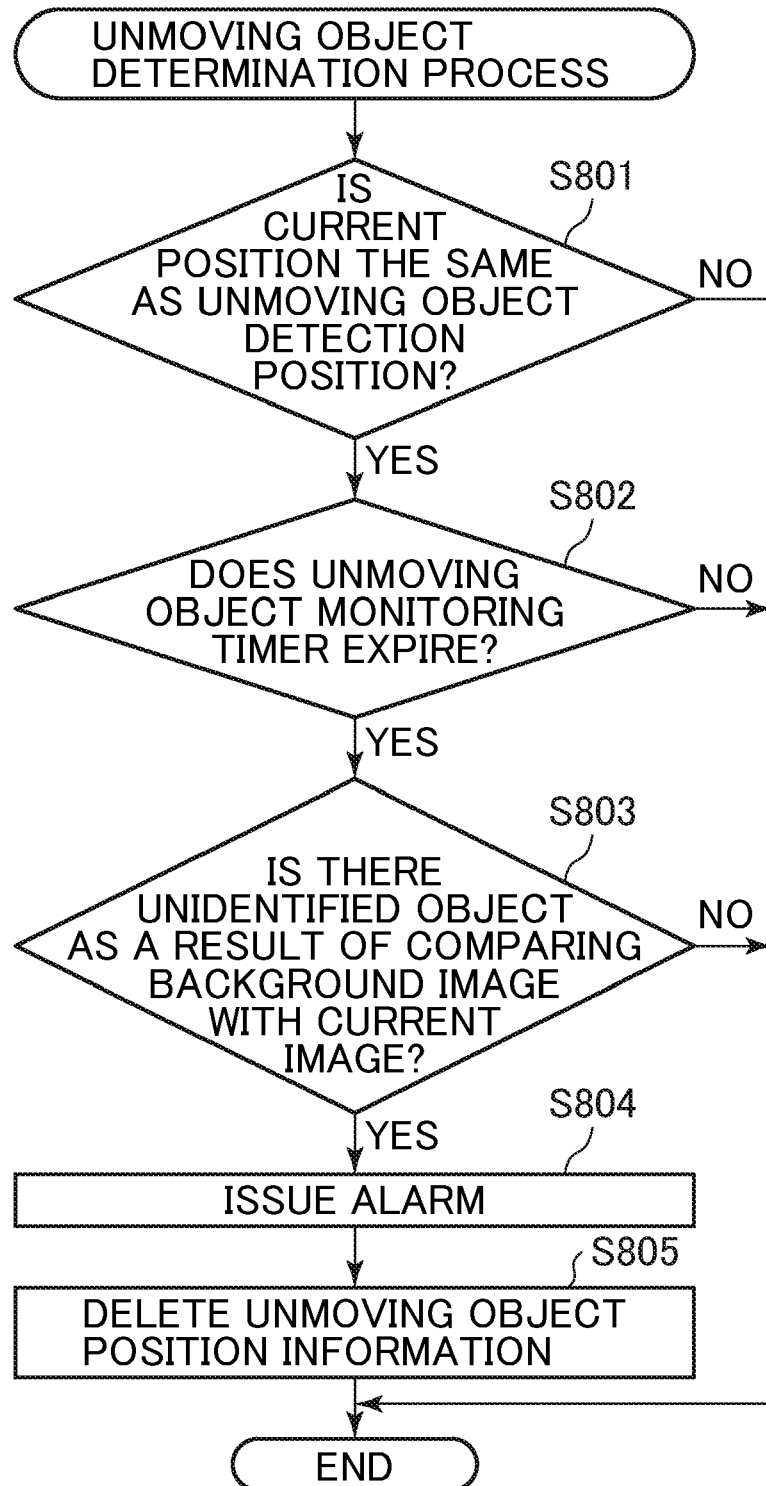 UNMOVING OBJECT
DETERMINATION PROCESS
S801
IS
CURRENT
POSITION THE SAME
AS UNMOVING OBJECT
DETECTION
POSITION?
NO
YES
S802
DOES UNMOVING
OBJECT MONITORING
TIMER EXPIRE?
NO
YES
S803
IS THERE
UNIDENTIFIED OBJECT
AS A RESULT OF COMPARING
BACKGROUND IMAGE
WITH CURRENT
IMAGE?
NO
YES
S804
ISSUE ALARM
S805
DELETE UNMOVING OBJECT
POSITION INFORMATION
END